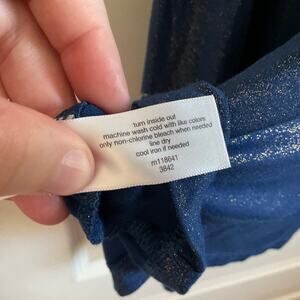 turn inside out
machine wash cold with like colors
only non-chlorine bleach when needed
line dry
cool iron if needed
m118641
3842